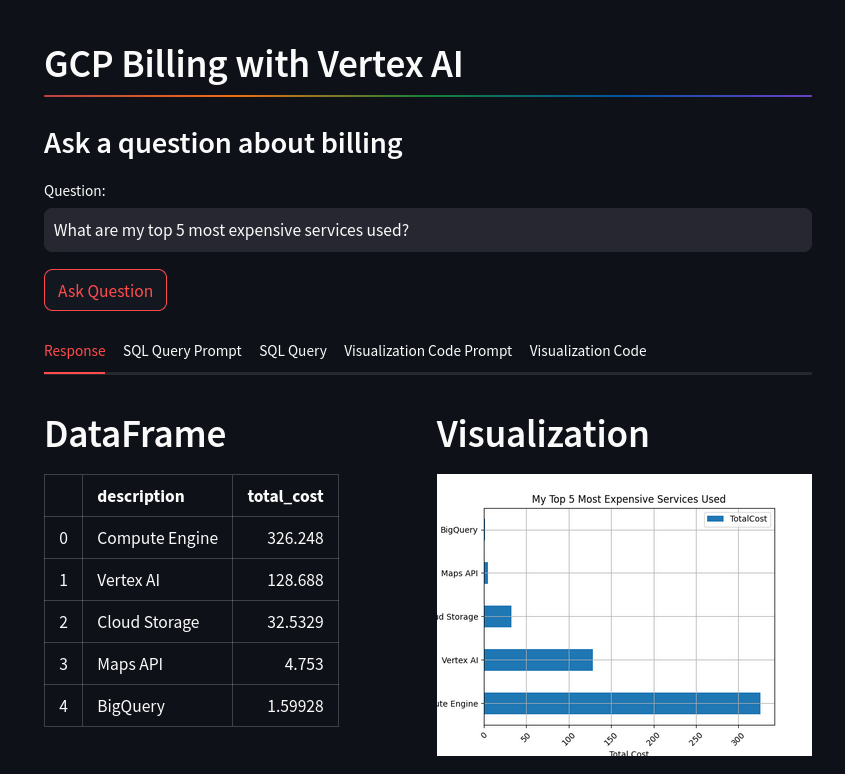 GCP Billing with Vertex AI
Ask a question about billing
Question:
What are my top 5 most expensive services used?
Ask Question
Response SQL Query Prompt SQL Query Visualization Code Prompt Visualization Code
DataFrame
description total_cost
0 Compute Engine 326.248
1 Vertex AI 128.688
2 Cloud Storage 32.5329
3 Maps API 4.753
4 BigQuery 1.59928
Visualization
My Top 5 Most Expensive Services Used
TotalCost
BigQuery
Maps API
d Storage
Vertex AI
ute Engine
0 50 100 150 200 250 300
Total Cost